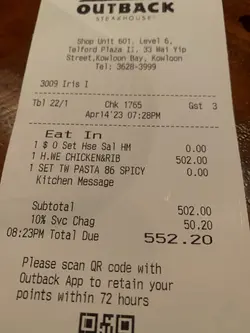 OUTBACK
STEAKHOUSE®
Shop Unit 601, Level 6,
Telford Plaza II, 33 Wai Yip
Street,Kowloon Bay, Kowloon
Tel: 3628-3999
3009 Iris I
Tbl 22/1 Chk 1765 Gst 3
Apr14'23 07:28PM
Eat In
1 $ 0 Set Hse Sal HM 0.00
1 H.WE CHICKEN&RIB 502.00
1 SET TW PASTA 86 SPICY 0.00
Kitchen Message
Subtotal 502.00
10% Svc Chag 50.20
08:23PM Total Due 552.20
Please scan QR code with
Outback App to retain your
points within 72 hours